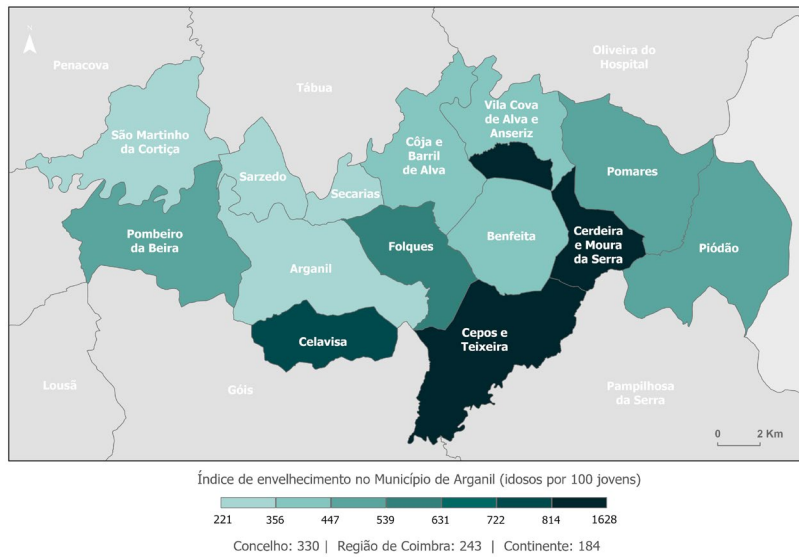 N
Penacova
Tábua
Oliveira do
Hospital
São Martinho
da Cortiça
Vila Cova
de Alva e
Anseriz
Côja e
Barril
de Alva
Sarzedo
Secarias
Pomares
Pombeiro
da Beira
Arganil
Folques
Benfeita
Cerdeira
e Moura
da Serra
Piódão
Celavisa
Cepos e
Teixeira
Lousã
Góis
Pampilhosa
da Serra
0 2 Km
Índice de envelhecimento no Município de Arganil (idosos por 100 jovens)
221 356 447 539 631 722 814 1628
Concelho: 330 | Região de Coimbra: 243 | Continente: 184